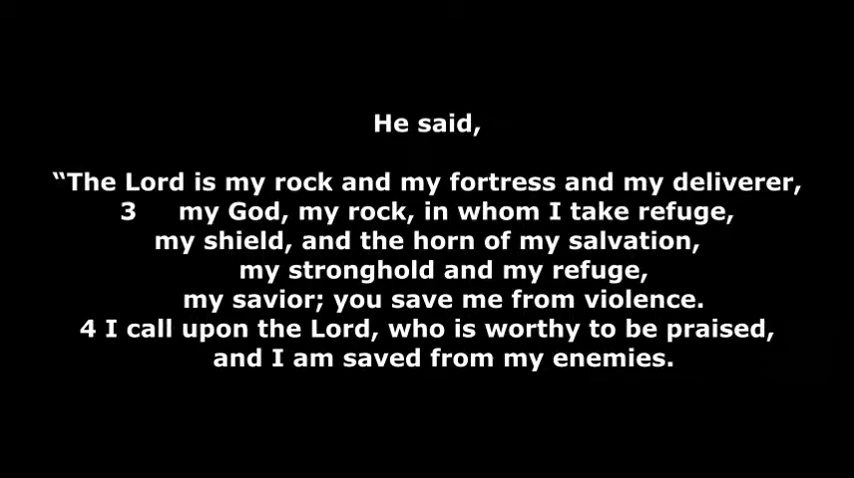 He said,
“The Lord is my rock and my fortress and my deliverer,
3 my God, my rock, in whom I take refuge,
my shield, and the horn of my salvation,
my stronghold and my refuge,
my savior; you save me from violence.
4 I call upon the Lord, who is worthy to be praised,
and I am saved from my enemies.